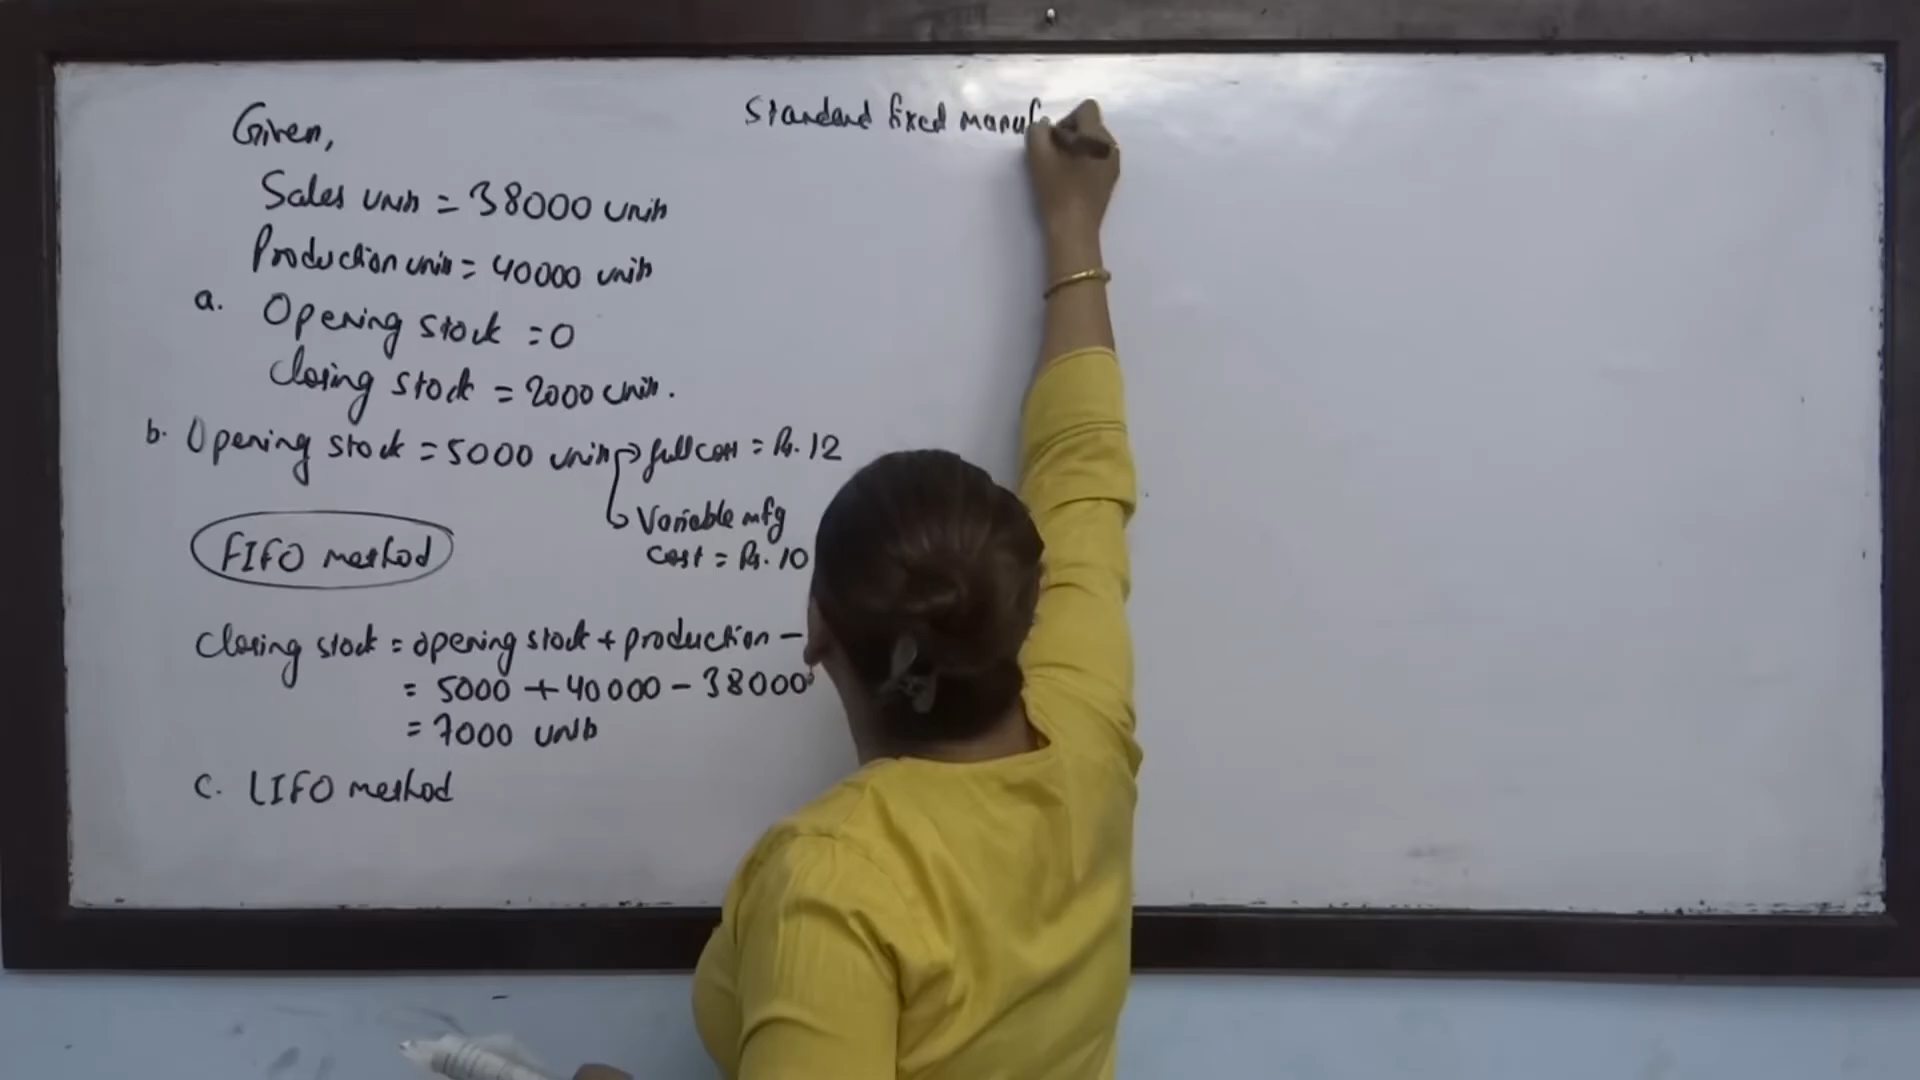 Given,
Sales units = 38000 units
Production units = 40000 units
a. Opening stock = 0
Closing stock = 2000 units.
b. Opening stock = 5000 units → full cost = Rs. 12
→ Variable mfg
cost = Rs. 10
FIFO method
Closing stock = opening stock + production -
= 5000 + 40000 - 38000
= 7000 units
c. LIFO method
Standard fixed manuf